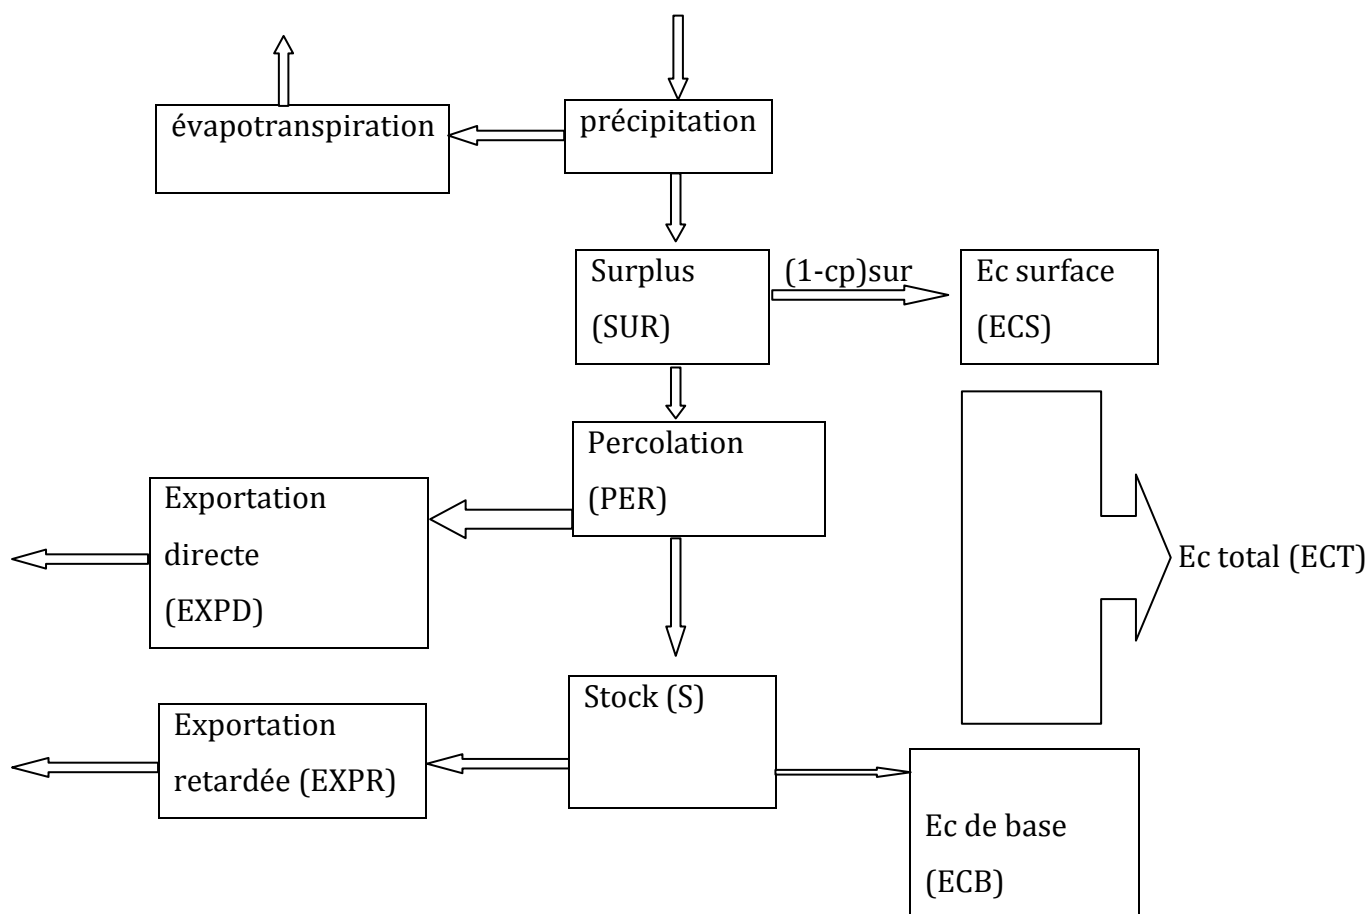 évapotranspiration
précipitation
Surplus
(SUR)
(1-cp)sur
Ec surface
(ECS)
Percolation
(PER)
Exportation
directe
(EXPD)
Ec total (ECT)
Stock (S)
Exportation
retardée (EXPR)
Ec de base
(ECB)